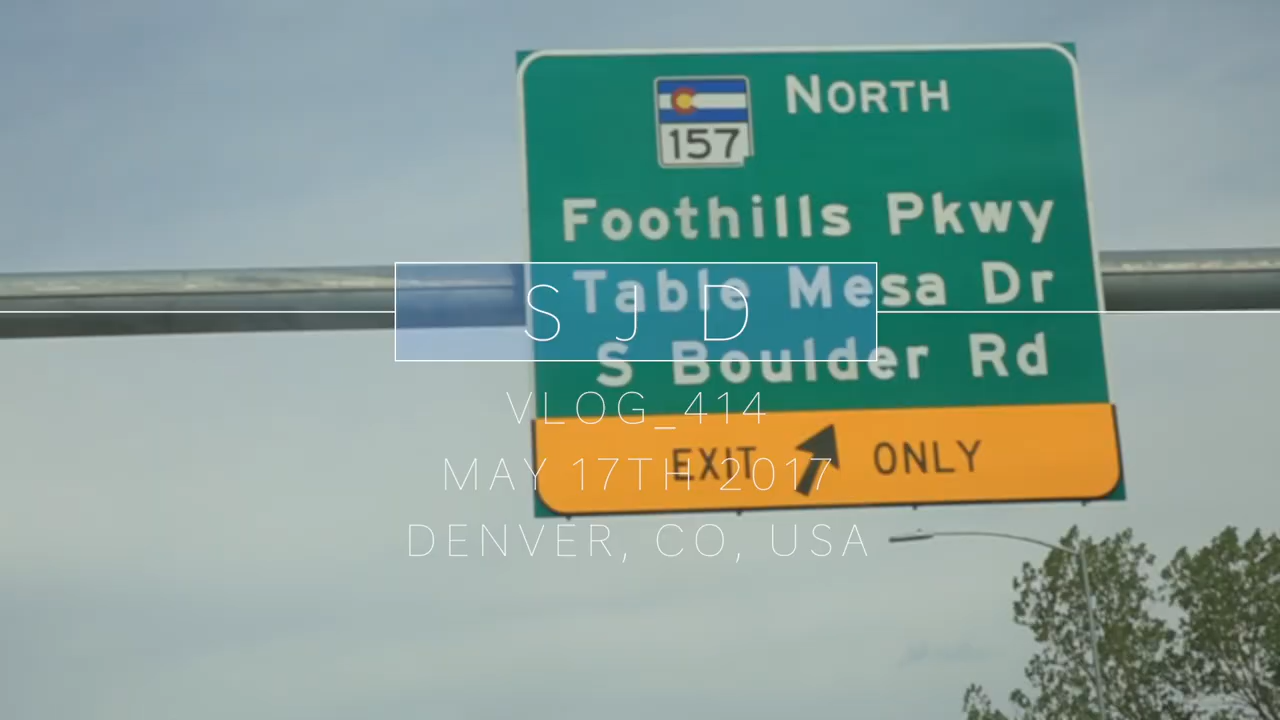 NORTH
157
Foothills Pkwy
Table Mesa Dr
S Boulder Rd
EXIT ONLY
S J D
VLOG_414
MAY 17TH 2017
DENVER, CO, USA